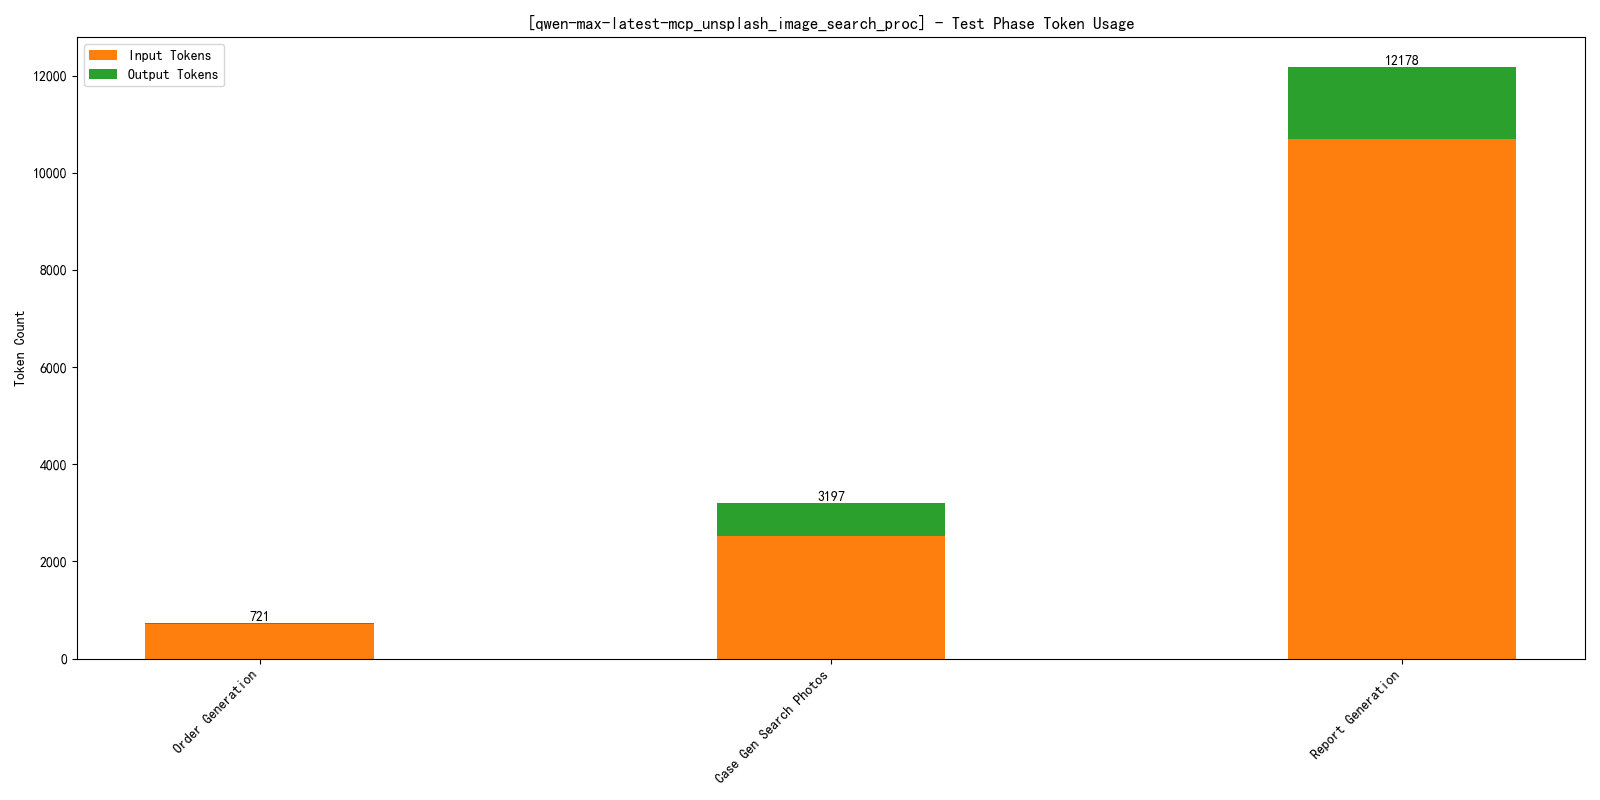 [qwen-max-latest-mcp_unsplash_image_search_proc] - Test Phase Token Usage
Input Tokens
Output Tokens
12178
3197
721
12000
10000
8000
6000
4000
2000
0
Token Count
Order Generation
Case Gen Search Photos
Report Generation